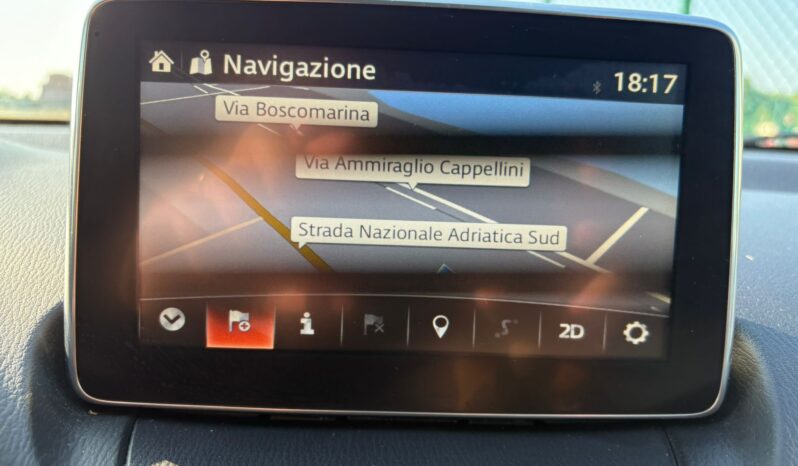 Navigazione
18:17
Via Boscomarina
Via Ammiraglio Cappellini
Strada Nazionale Adriatica Sud
2D